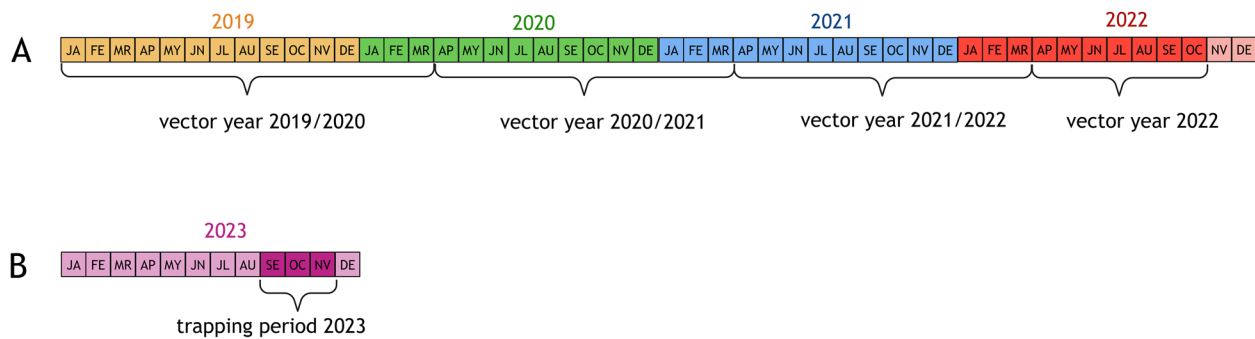 2019 2020 2021 2022
A JA FE MR AP MY JN JL AU SE OC NV DE JA FE MR AP MY JN JL AU SE OC NV DE JA FE MR AP MY JN JL AU SE OC NV DE JA FE MR AP MY JN JL AU SE OC NV DE
vector year 2019/2020 vector year 2020/2021 vector year 2021/2022 vector year 2022
2023
B JA FE MR AP MY JN JL AU SE OC NV DE
trapping period 2023